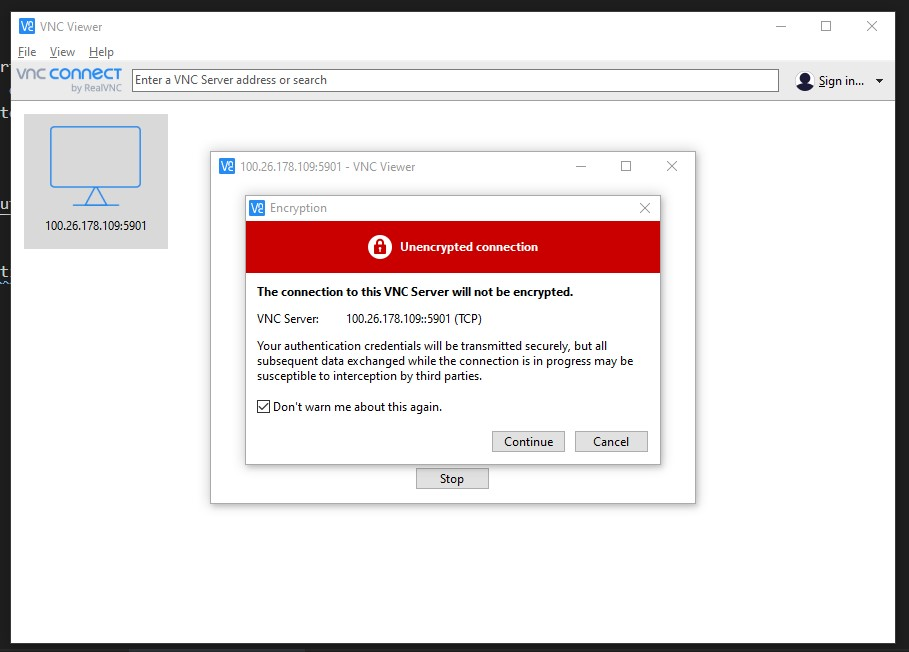 VNC Viewer
File View Help
vnc connect
by RealVNC
Enter a VNC Server address or search
Sign in...
100.26.178.109:5901
100.26.178.109:5901 - VNC Viewer
Encryption
Unencrypted connection
The connection to this VNC Server will not be encrypted.
VNC Server: 100.26.178.109::5901 (TCP)
Your authentication credentials will be transmitted securely, but all
subsequent data exchanged while the connection is in progress may be
susceptible to interception by third parties.
Don't warn me about this again.
Continue Cancel
Stop